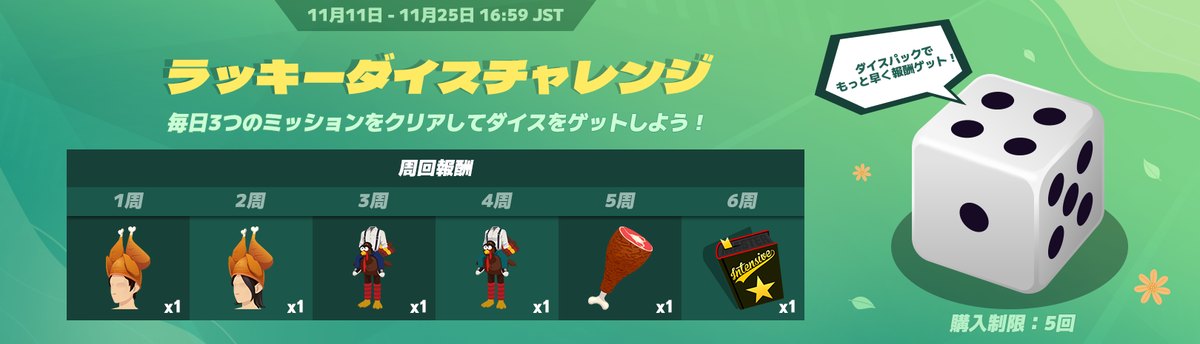 11月11日 - 11月25日 16:59 JST
ラッキーダイスチャレンジ
毎日3つのミッションをクリアしてダイスをゲットしよう！
ダイスパックで
もっと早く報酬ゲット！
周回報酬
1周 2周 3周 4周 5周 6周
Intensive
x1 x1 x1 x1 x1 x1
購入制限：5回